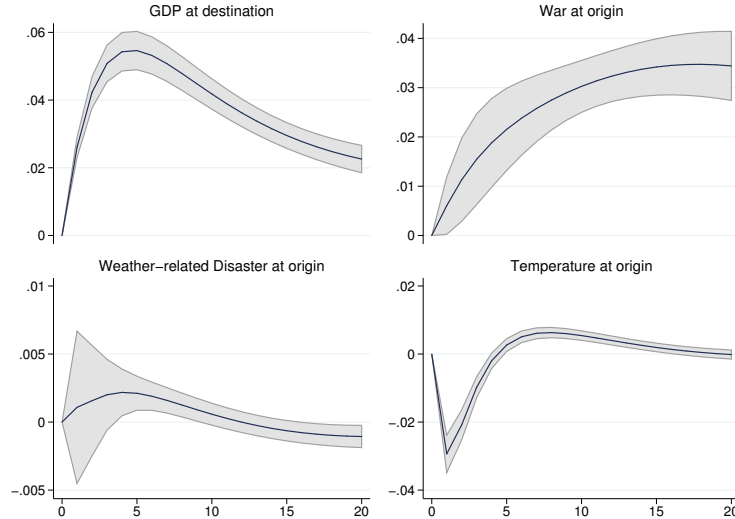 GDP at destination
.06
.04
.02
0
War at origin
.04
.03
.02
.01
0
Weather−related Disaster at origin
.01
.005
0
−.005
0 5 10 15 20
Temperature at origin
.02
0
−.02
−.04
0 5 10 15 20